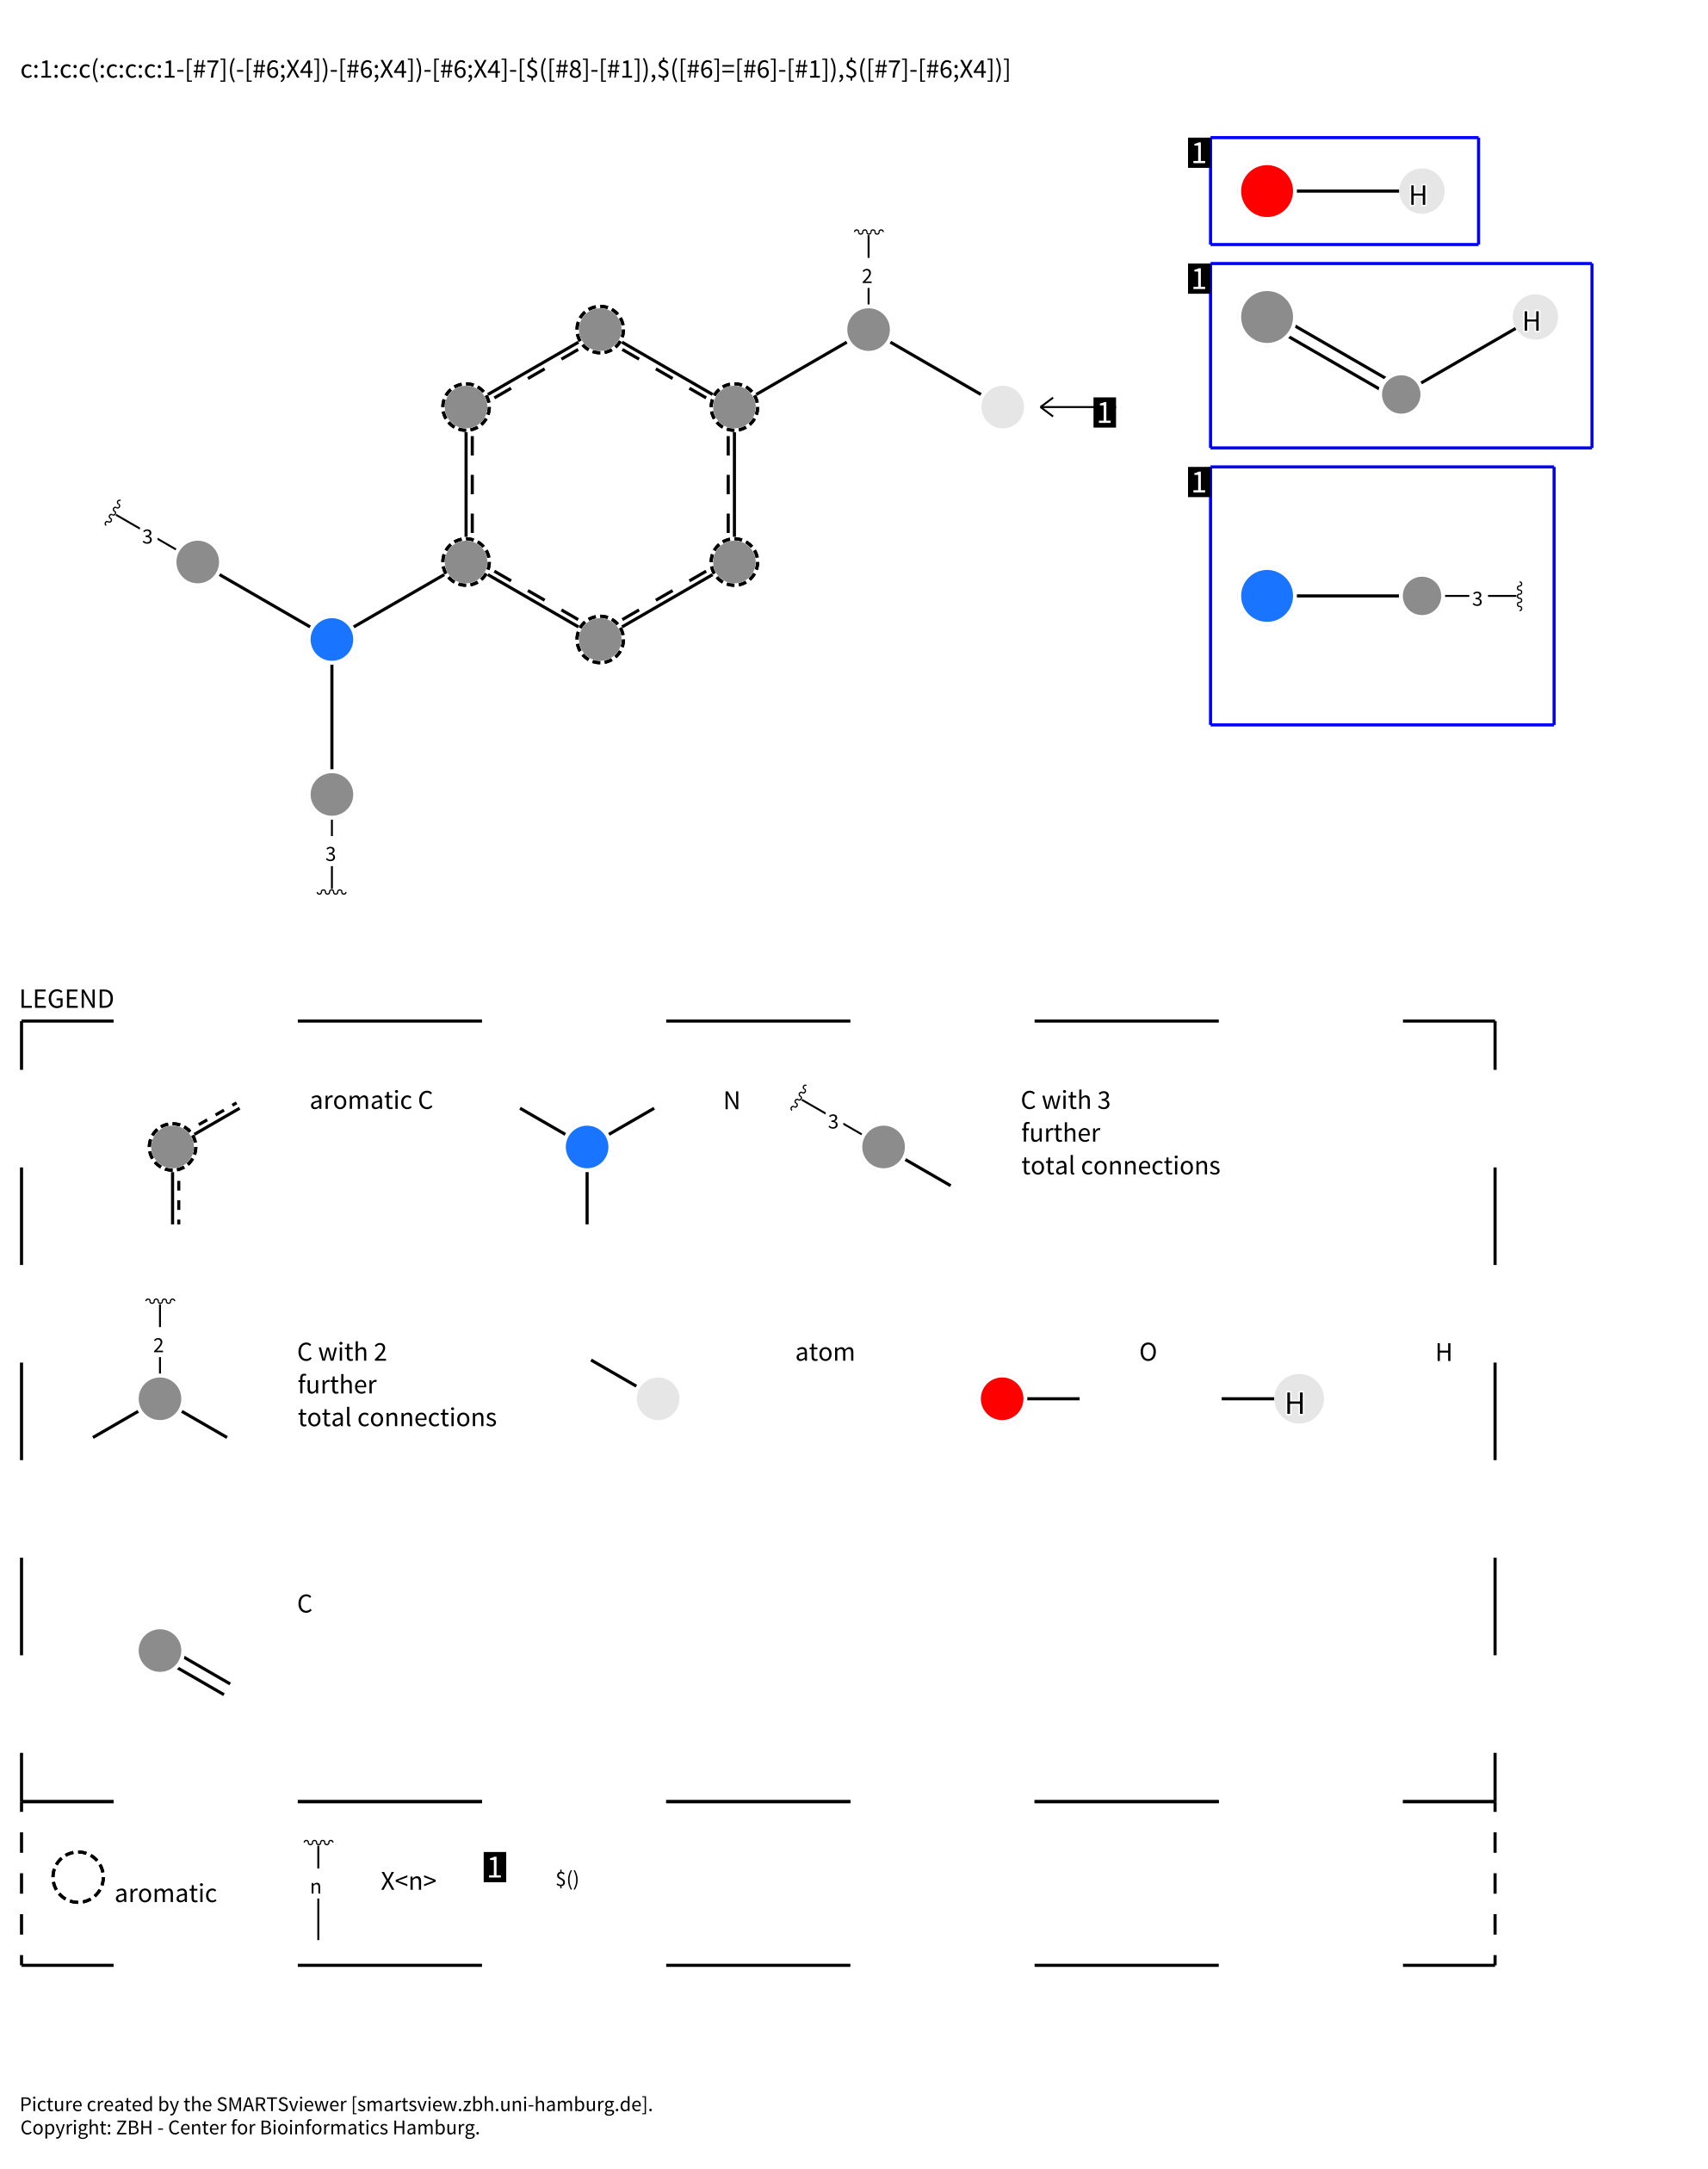 c:1:c:c(:c:c:c:1-[#7](-[#6;X4])-[#6;X4])-[#6;X4]-[$([#8]-[#1]),$([#6]=[#6]-[#1]),$([#7]-[#6;X4])]
1
H
1
H
2
1
1
3
3
3
LEGEND
aromatic C
N
3
C with 3
further
total connections
2
C with 2
further
total connections
atom
O
H
H
C
aromatic
n
X<n>
1
$()
Picture created by the SMARTSviewer [smartsview.zbh.uni-hamburg.de].
Copyright: ZBH - Center for Bioinformatics Hamburg.